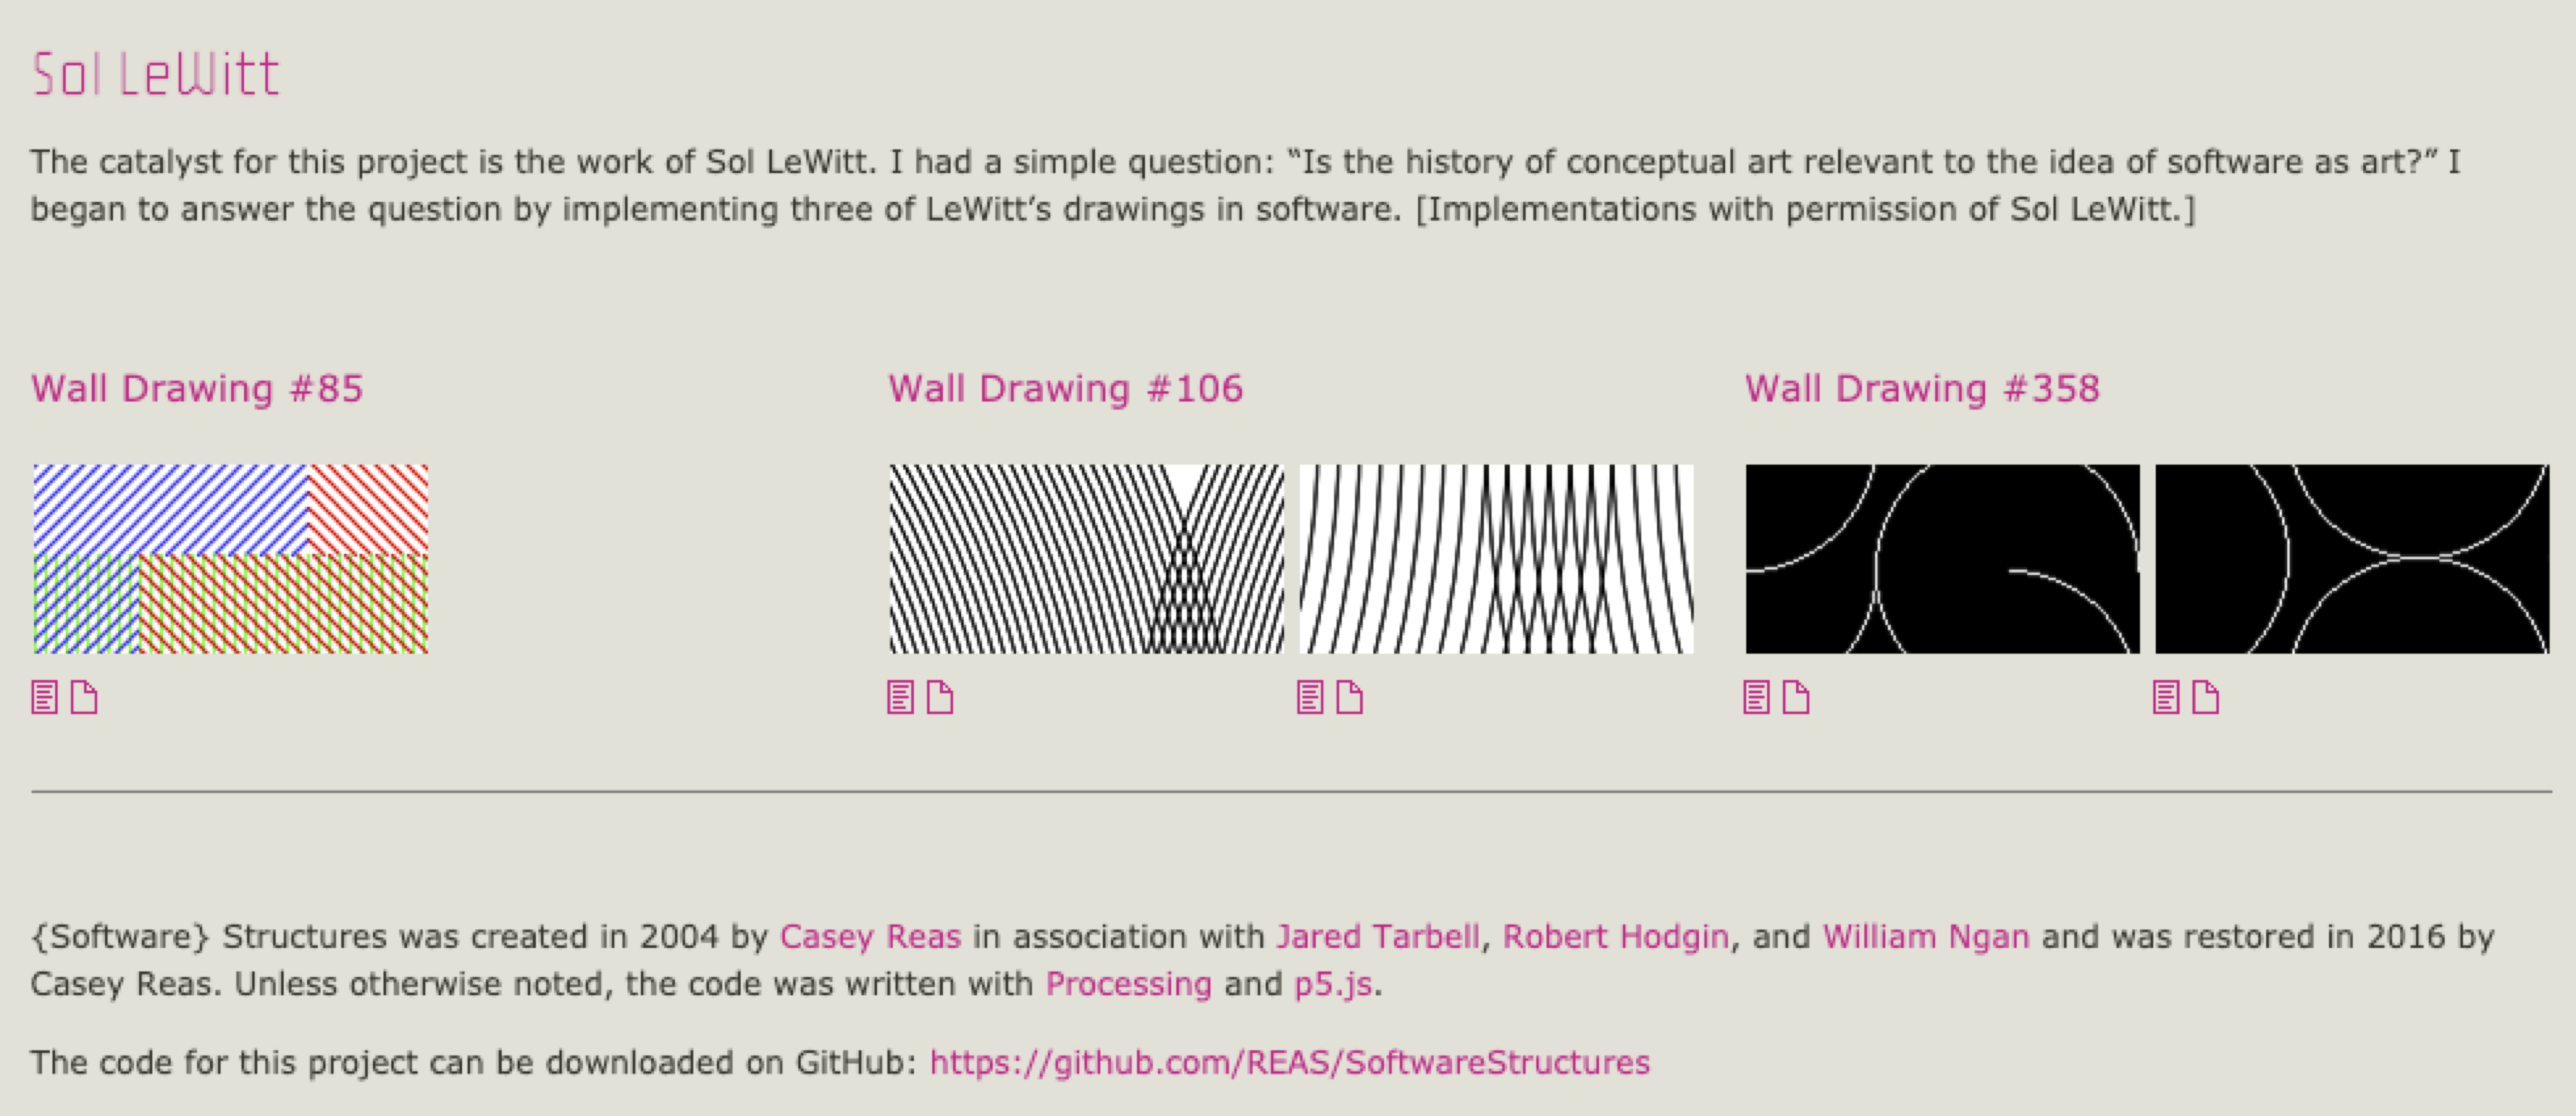 Sol LeWitt
The catalyst for this project is the work of Sol LeWitt. I had a simple question: “Is the history of conceptual art relevant to the idea of software as art?” I
began to answer the question by implementing three of LeWitt’s drawings in software. [Implementations with permission of Sol LeWitt.]
Wall Drawing #85
Wall Drawing #106
Wall Drawing #358
{Software} Structures was created in 2004 by Casey Reas in association with Jared Tarbell, Robert Hodgin, and William Ngan and was restored in 2016 by
Casey Reas. Unless otherwise noted, the code was written with Processing and p5.js.
The code for this project can be downloaded on GitHub: https://github.com/REAS/SoftwareStructures